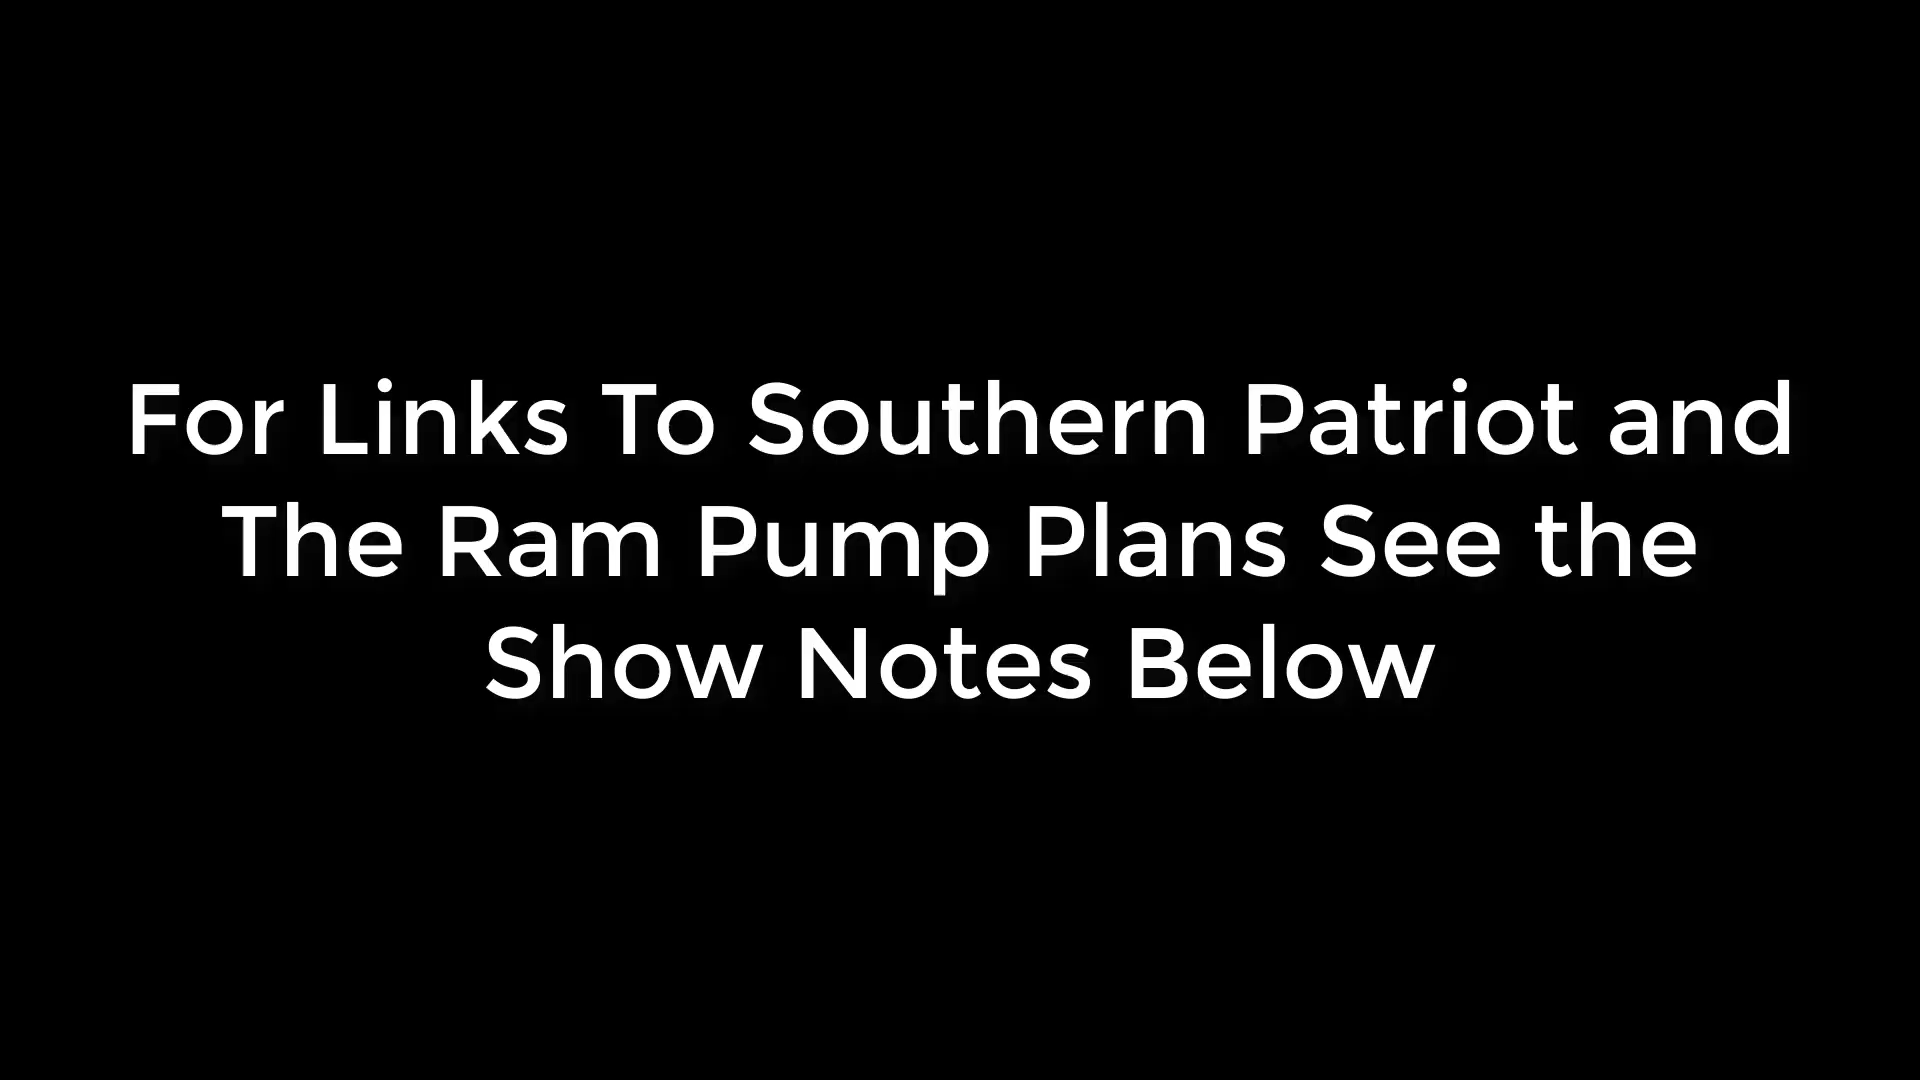 For Links To Southern Patriot and
The Ram Pump Plans See the
Show Notes Below